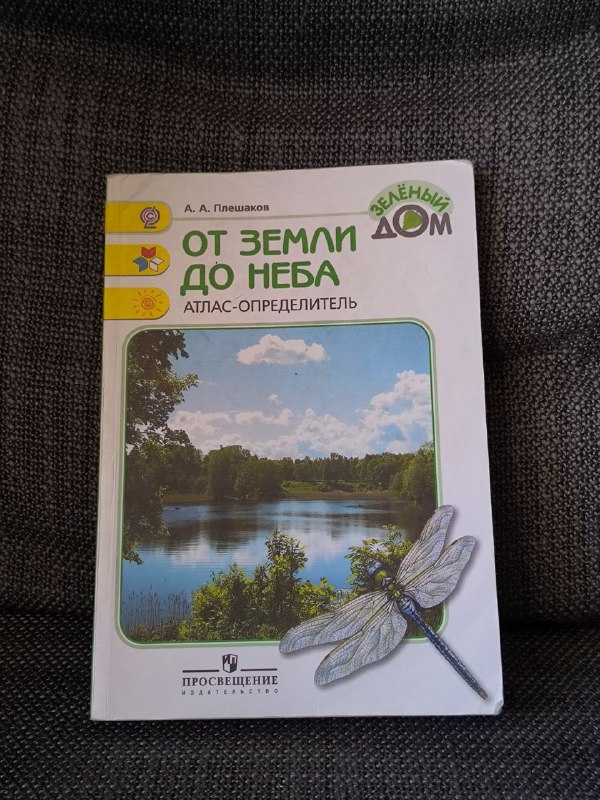 А. А. Плешаков
ЗЕЛЁНЫЙ
ДОМ
ОТ ЗЕМЛИ
ДО НЕБА
АТЛАС-ОПРЕДЕЛИТЕЛЬ
ПРОСВЕЩЕНИЕ
ИЗДАТЕЛЬСТВО